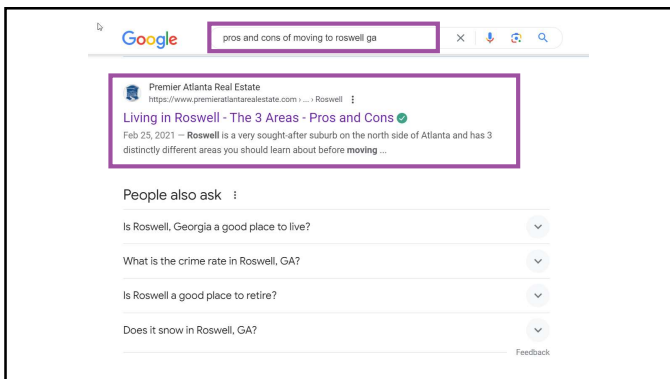 Google
pros and cons of moving to roswell ga
Premier Atlanta Real Estate
https://www.premieratlantarealestate.com › ... › Roswell
Living in Roswell - The 3 Areas - Pros and Cons
Feb 25, 2021 — Roswell is a very sought-after suburb on the north side of Atlanta and has 3
distinctly different areas you should learn about before moving ...
People also ask
Is Roswell, Georgia a good place to live?
What is the crime rate in Roswell, GA?
Is Roswell a good place to retire?
Does it snow in Roswell, GA?
Feedback